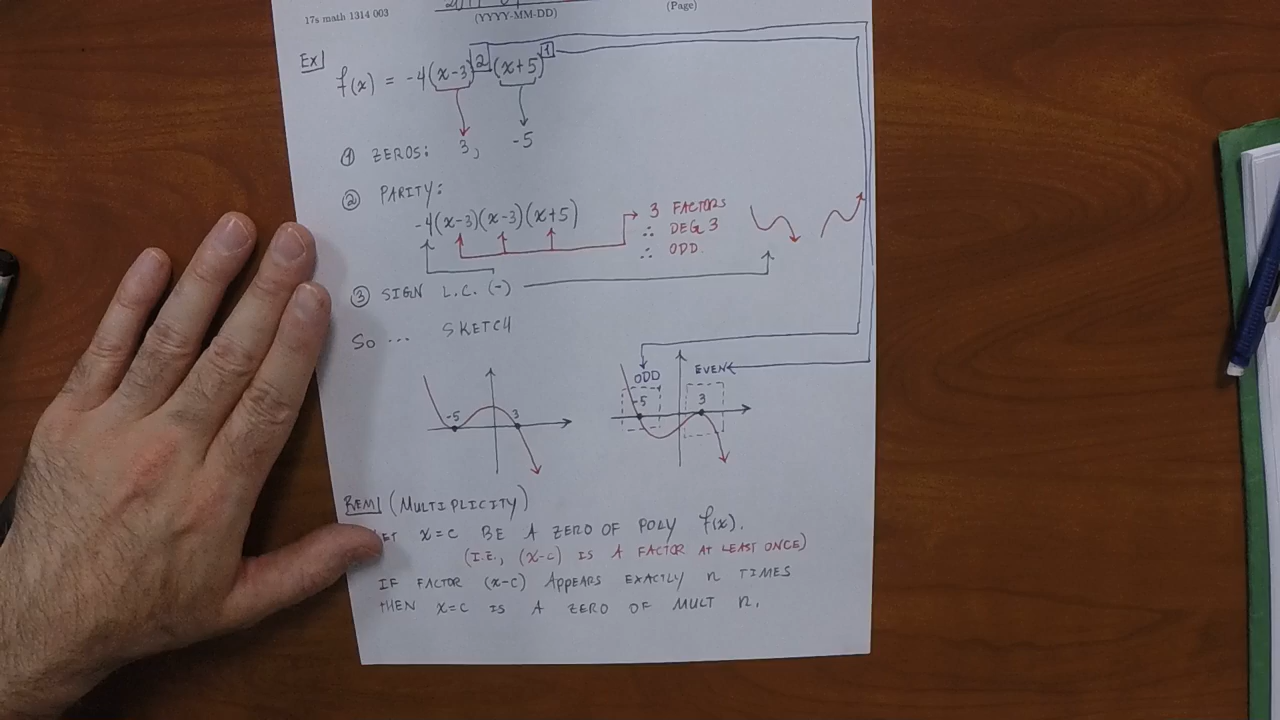 17s math 1314 003
(YYYY-MM-DD)
(Page)
EX
f(x) = -4(x-3)²(x+5)¹
① ZEROS: 3, -5
② PARITY:
-4(x-3)(x-3)(x+5)
3 FACTORS
∴ DEG 3
∴ ODD.
③ SIGN L.C. (-)
SO ... SKETCH
-5 3
ODD EVEN
-5 3
REM (MULTIPLICITY)
x=c BE A ZERO OF POLY f(x).
(I.E., (x-c) IS A FACTOR AT LEAST ONCE)
IF FACTOR (x-c) APPEARS EXACTLY n TIMES
THEN x=c IS A ZERO OF MULT n.